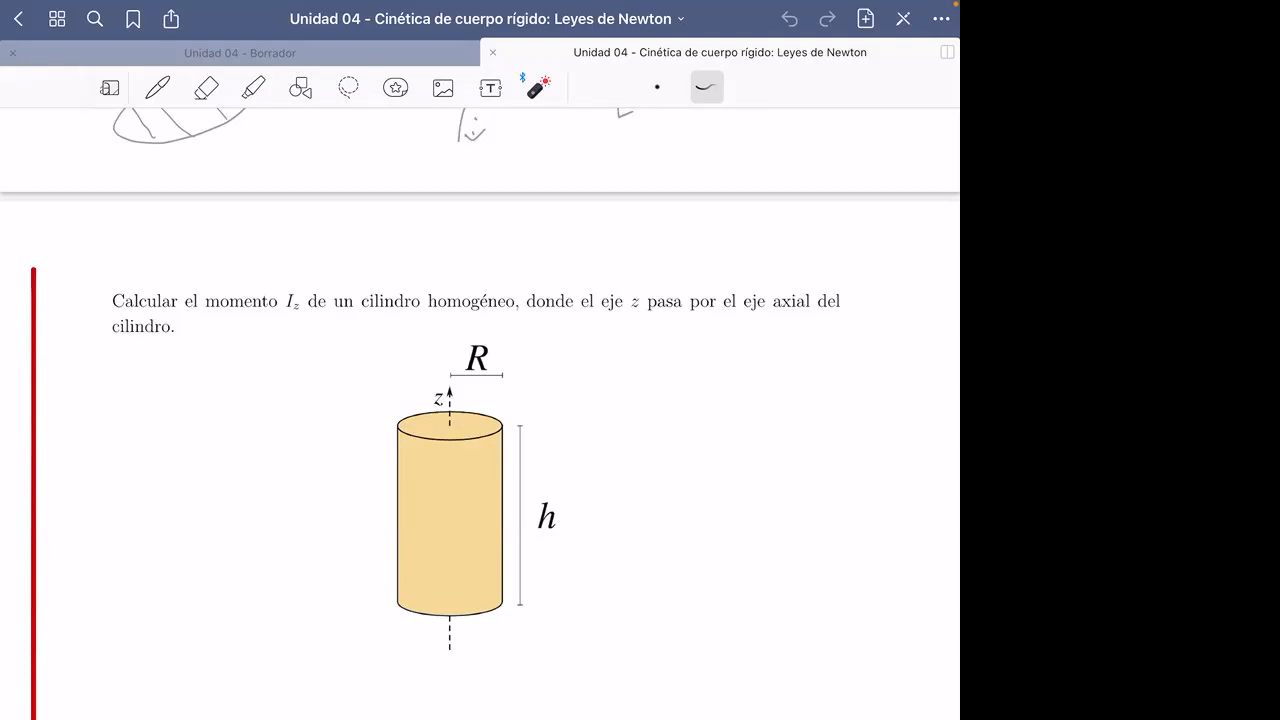 Unidad 04 - Cinética de cuerpo rígido: Leyes de Newton
Unidad 04 - Borrador
Unidad 04 - Cinética de cuerpo rígido: Leyes de Newton
T
Calcular el momento I_z de un cilindro homogéneo, donde el eje z pasa por el eje axial del
cilindro.
R
z
h